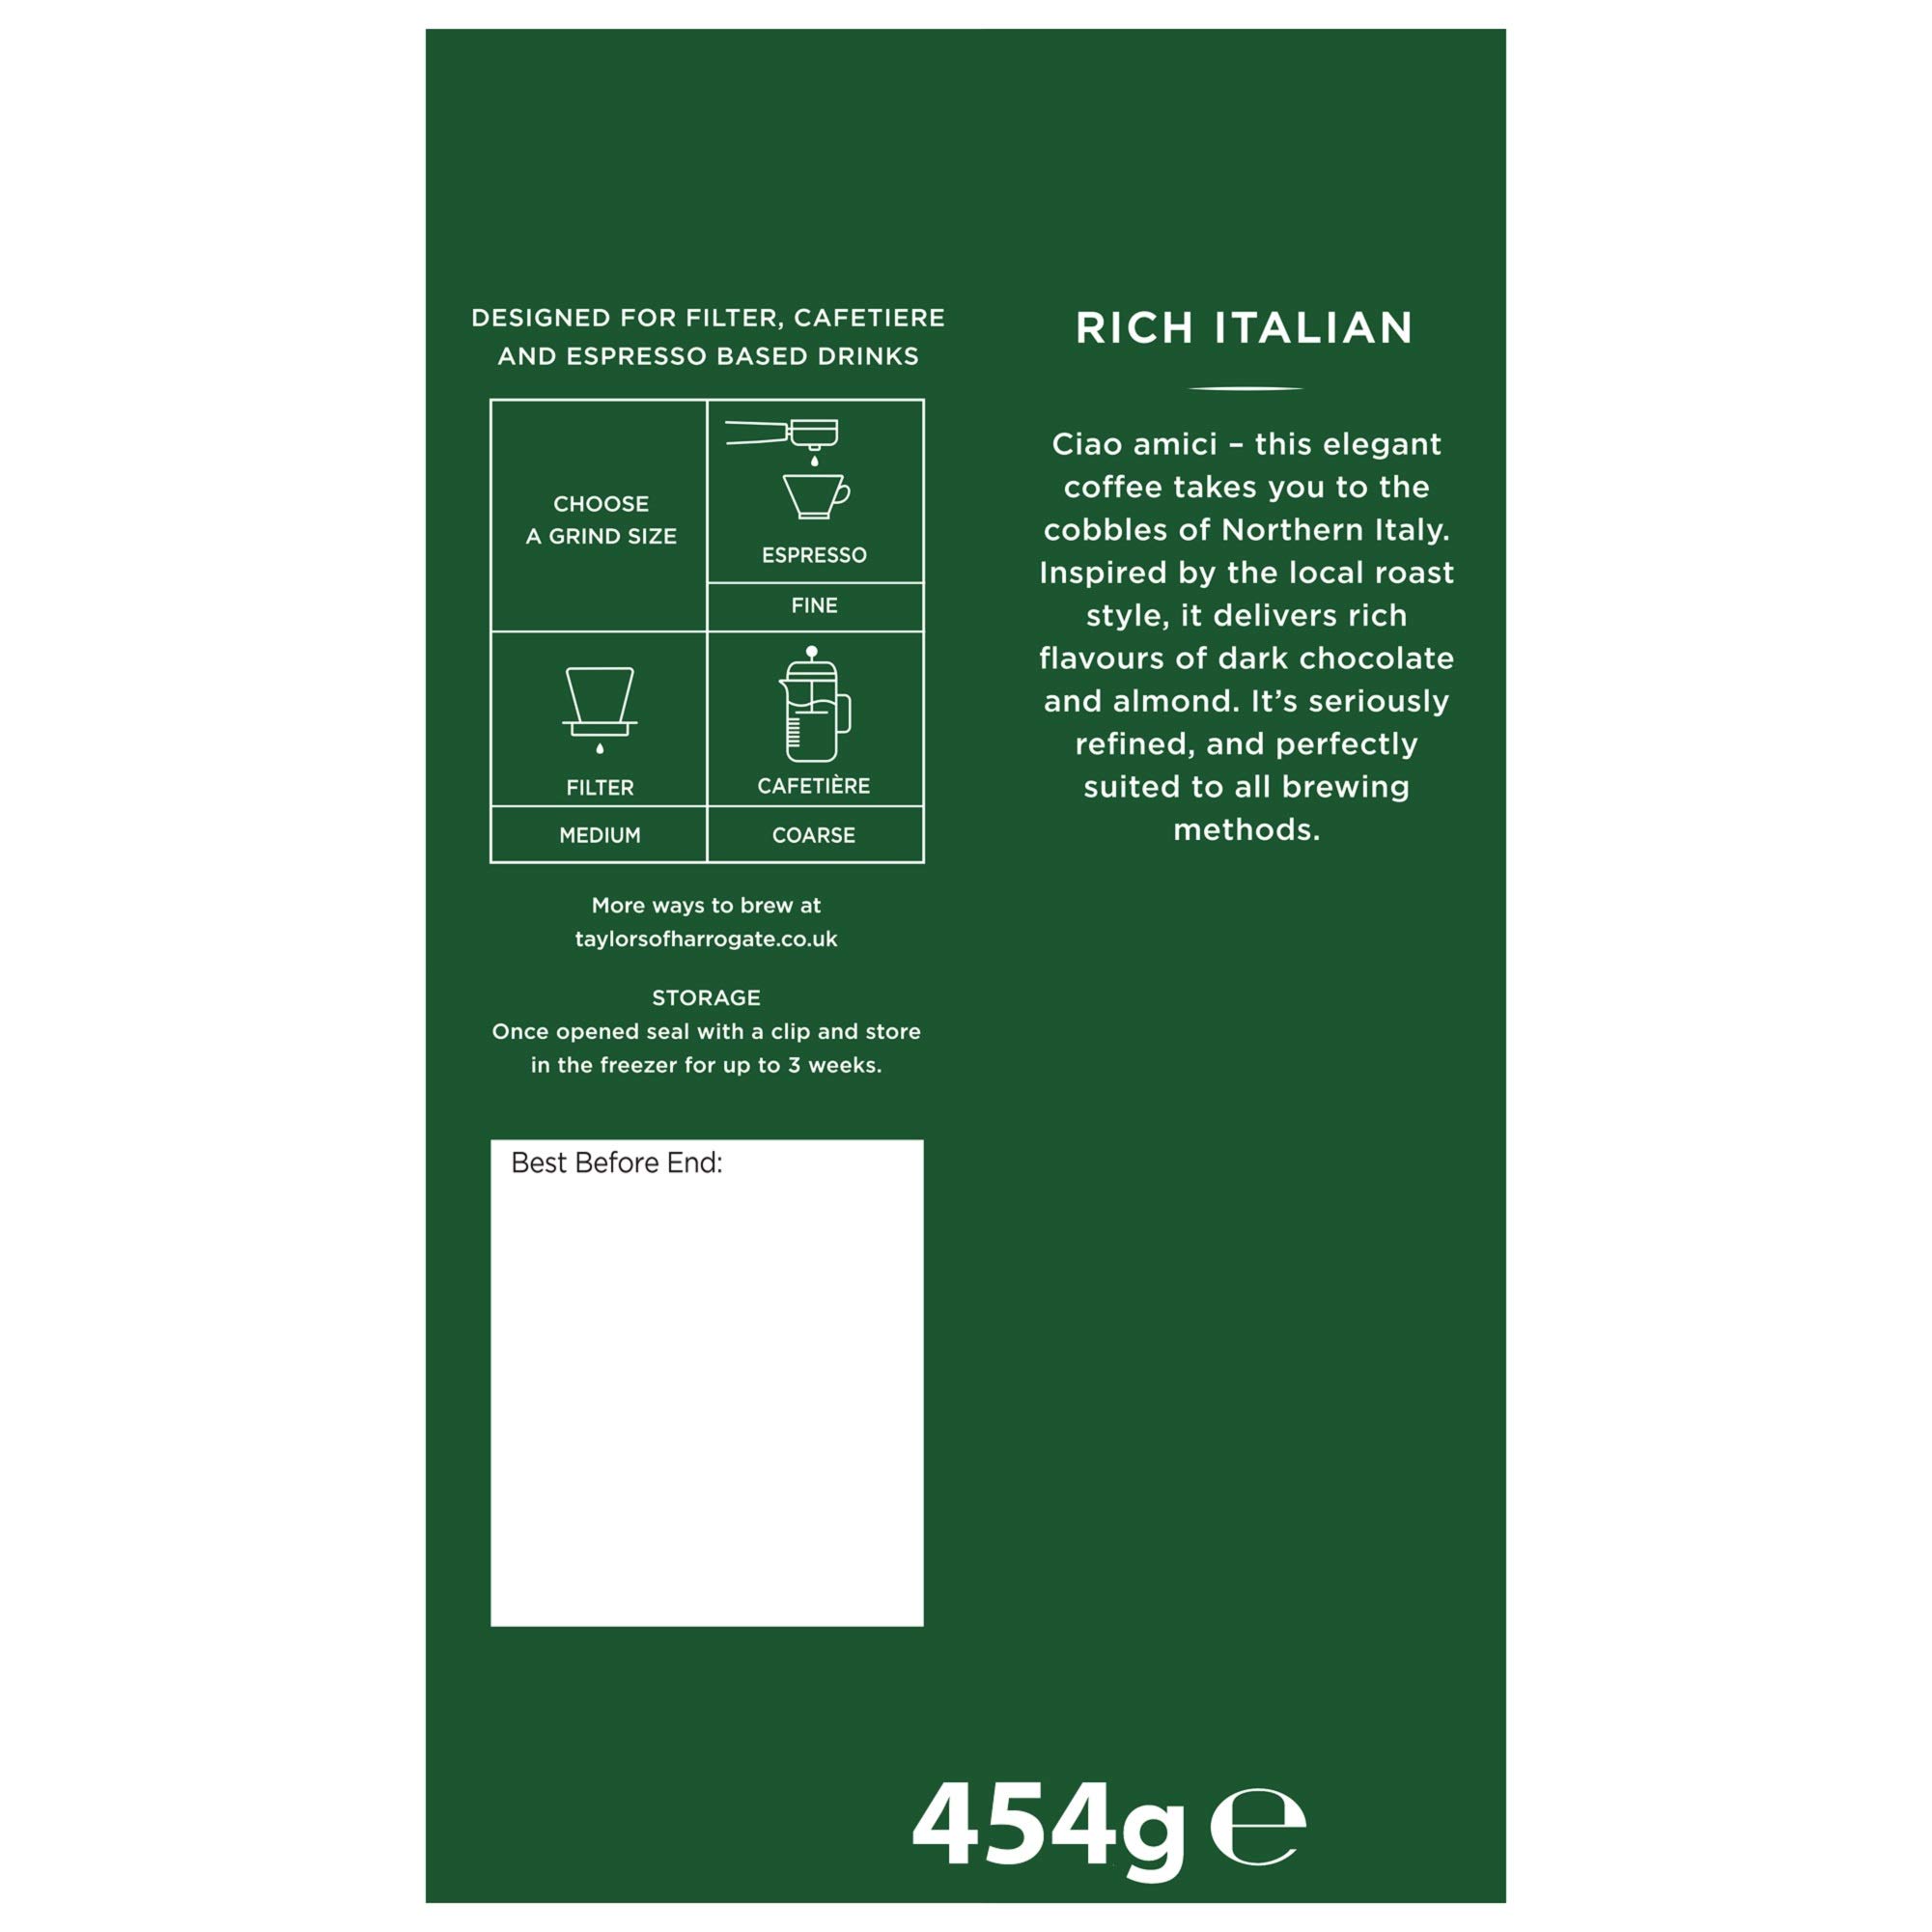 DESIGNED FOR FILTER, CAFETIERE
AND ESPRESSO BASED DRINKS
CHOOSE
A GRIND SIZE
ESPRESSO
FINE
FILTER
MEDIUM
CAFETIÈRE
COARSE
More ways to brew at
taylorsofharrogate.co.uk
STORAGE
Once opened seal with a clip and store
in the freezer for up to 3 weeks.
Best Before End:
RICH ITALIAN
Ciao amici – this elegant
coffee takes you to the
cobbles of Northern Italy.
Inspired by the local roast
style, it delivers rich
flavours of dark chocolate
and almond. It’s seriously
refined, and perfectly
suited to all brewing
methods.
454g ℮